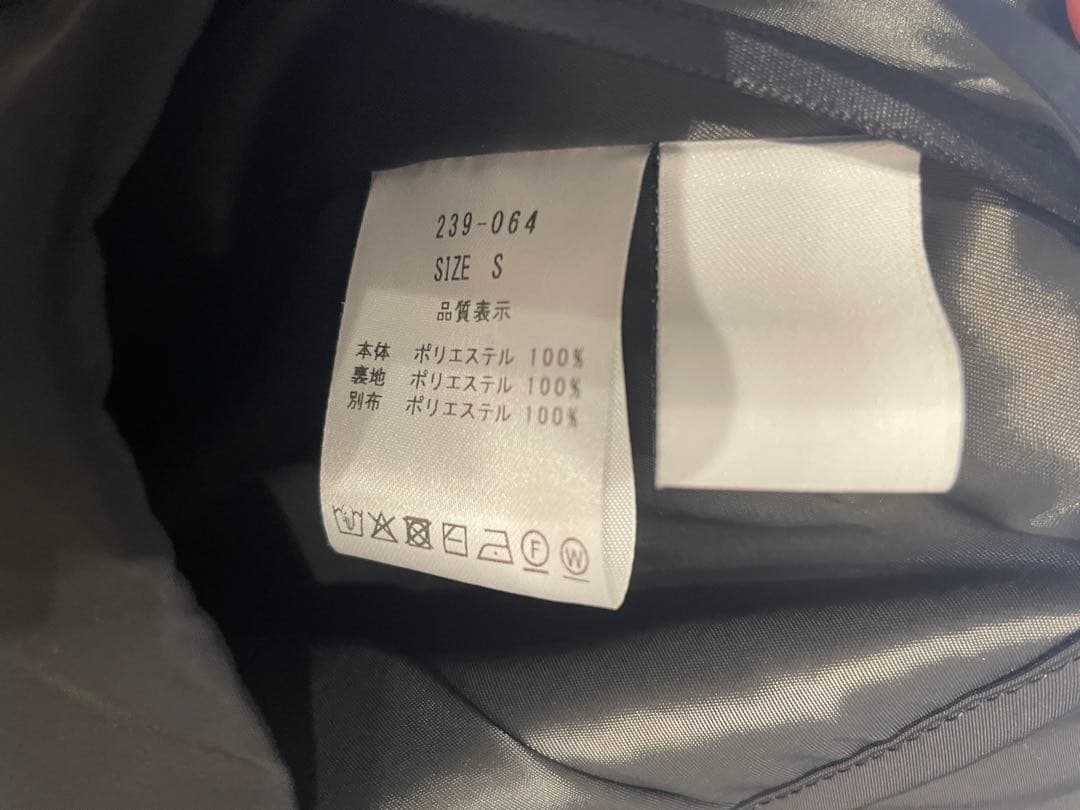 239-064
SIZE S
品質表示
本体 ポリエステル 100%
裏地 ポリエステル 100%
別布 ポリエステル 100%
F W